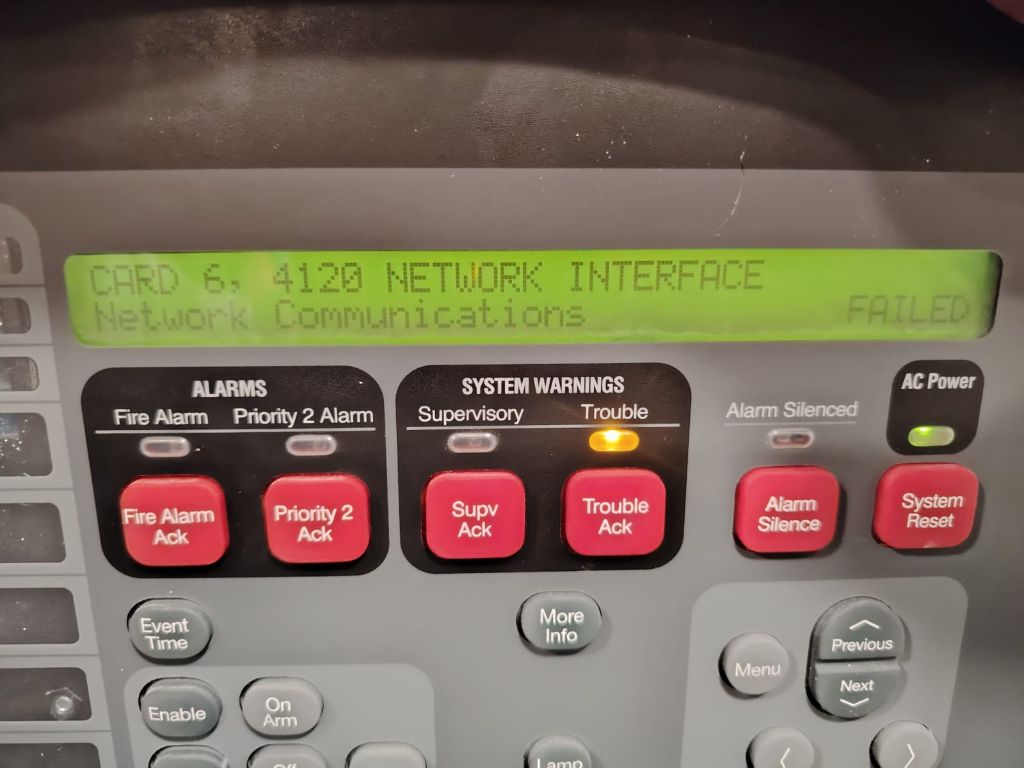 CARD 6, 4120 NETWORK INTERFACE
Network Communications FAILED
ALARMS
Fire Alarm Priority 2 Alarm
Fire Alarm
Ack
Priority 2
Ack
SYSTEM WARNINGS
Supervisory Trouble
Supv
Ack
Trouble
Ack
Alarm Silenced
AC Power
Alarm
Silence
System
Reset
Event
Time
More
Info
Menu
Previous
Next
Enable
On
Arm
Lamp